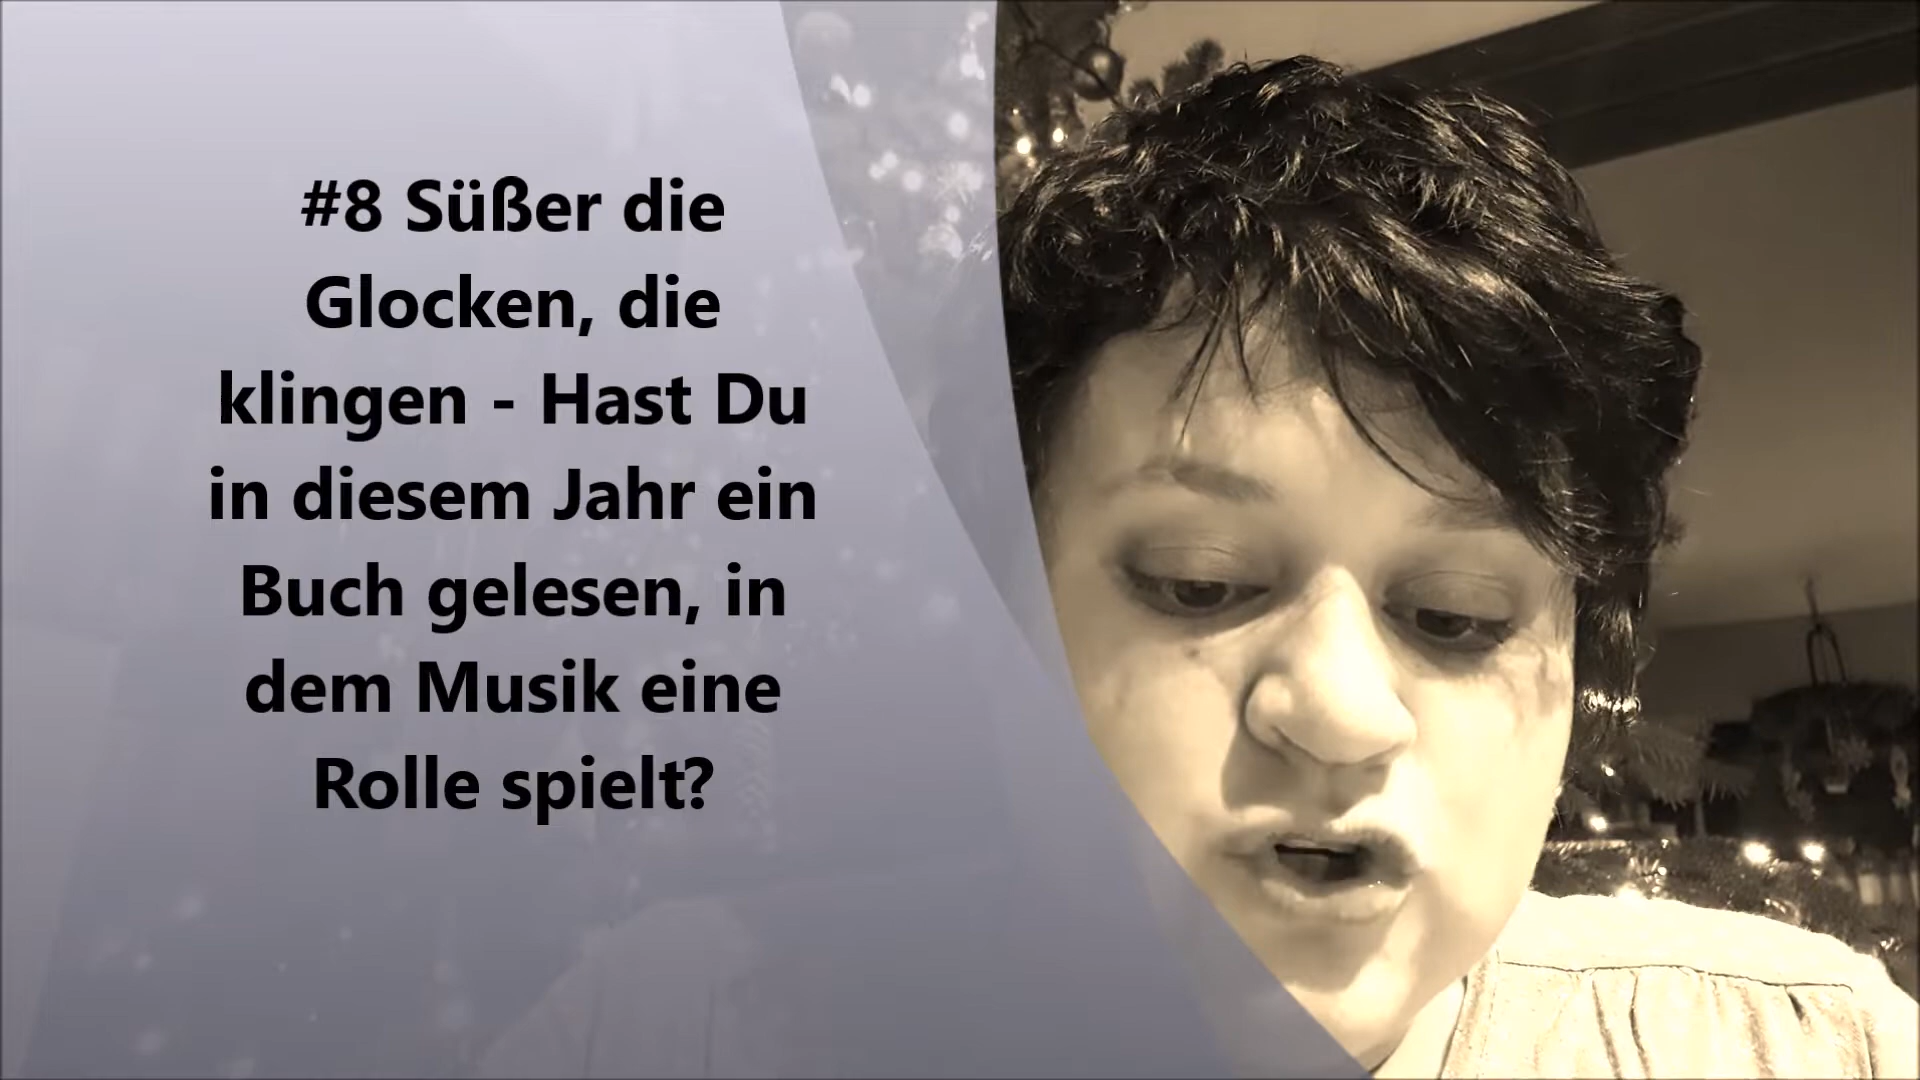 #8 Süßer die
Glocken, die
klingen - Hast Du
in diesem Jahr ein
Buch gelesen, in
dem Musik eine
Rolle spielt?